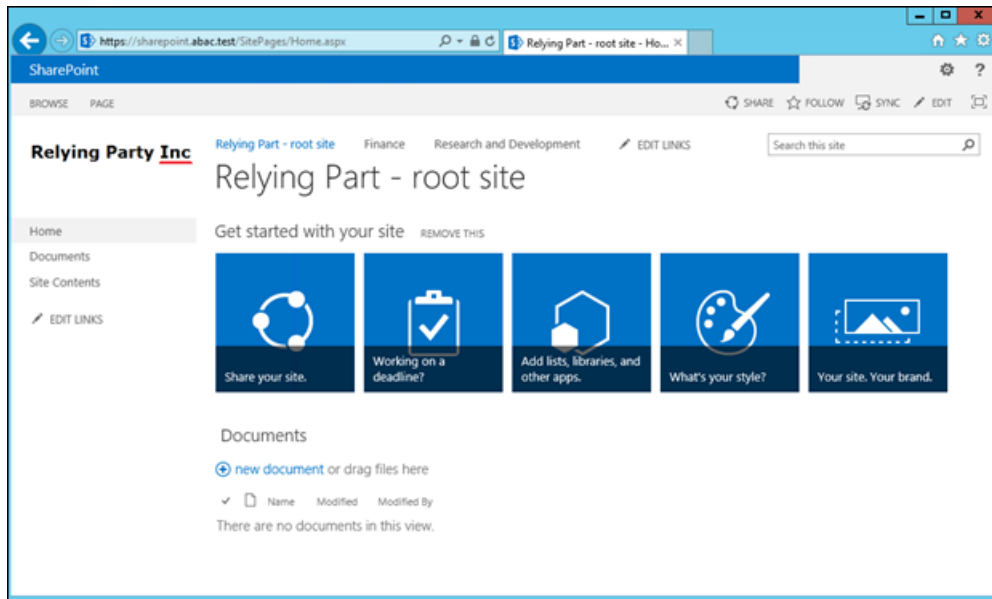 https://sharepoint.abac.test/SitePages/Home.aspx
Relying Part - root site - Ho...
SharePoint
?
BROWSE PAGE
SHARE FOLLOW SYNC EDIT
Relying Party Inc
Relying Part - root site Finance Research and Development EDIT LINKS
Search this site
Relying Part - root site
Home
Documents
Site Contents
EDIT LINKS
Get started with your site REMOVE THIS
Share your site.
Working on a
deadline?
Add lists, libraries, and
other apps.
What's your style?
Your site. Your brand.
Documents
new document or drag files here
Name Modified Modified By
There are no documents in this view.